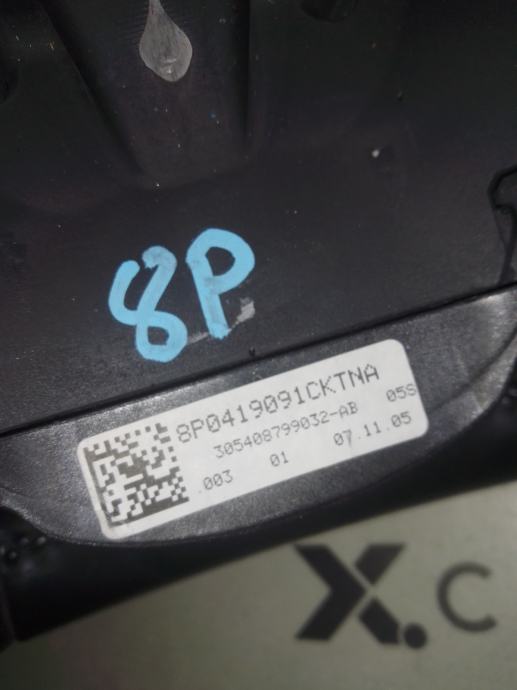 8P
8P0419091CKTNA
305408799032-AB 05S
.003 01 07.11.05
X.C